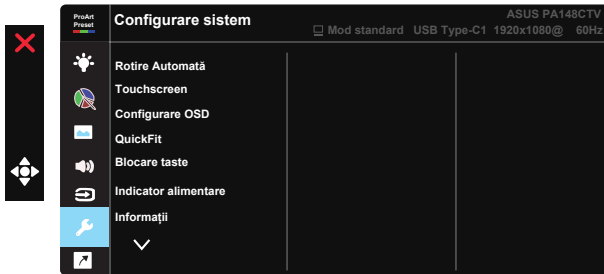 ProArt
Preset
Configurare sistem
ASUS PA148CTV
Mod standard USB Type-C1 1920x1080@ 60Hz
Rotire Automată
Touchscreen
Configurare OSD
QuickFit
Blocare taste
Indicator alimentare
Informații